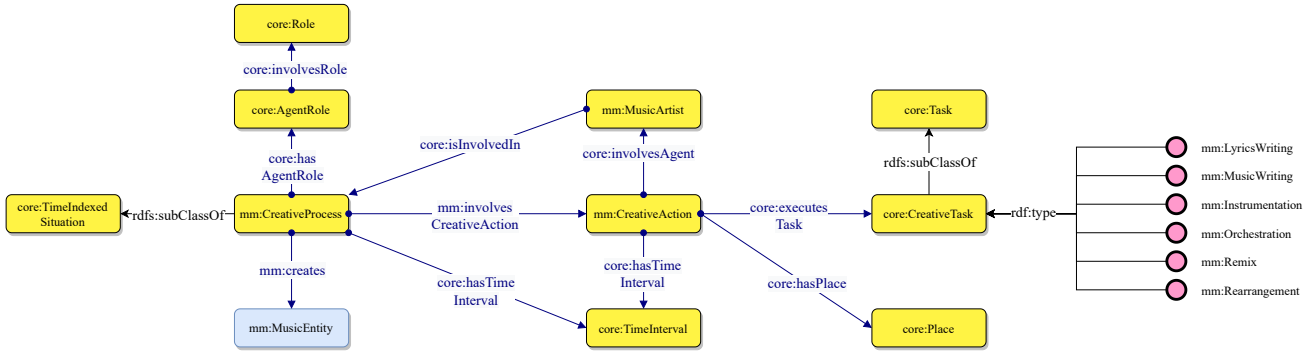 core:Role
core:involvesRole
core:AgentRole
mm:MusicArtist
core:Task
core:isInvolvedIn
core:involvesAgent
core:has
AgentRole
rdfs:subClassOf
mm:LyricsWriting
mm:MusicWriting
core:TimeIndexed
Situation
rdfs:subClassOf
mm:CreativeProcess
mm:involves
CreativeAction
mm:CreativeAction
core:executes
Task
core:CreativeTask
rdf:type
mm:Instrumentation
mm:Orchestration
mm:Remix
mm:Rearrangement
mm:creates
core:hasTime
Interval
core:hasTime
Interval
core:hasPlace
mm:MusicEntity
core:TimeInterval
core:Place